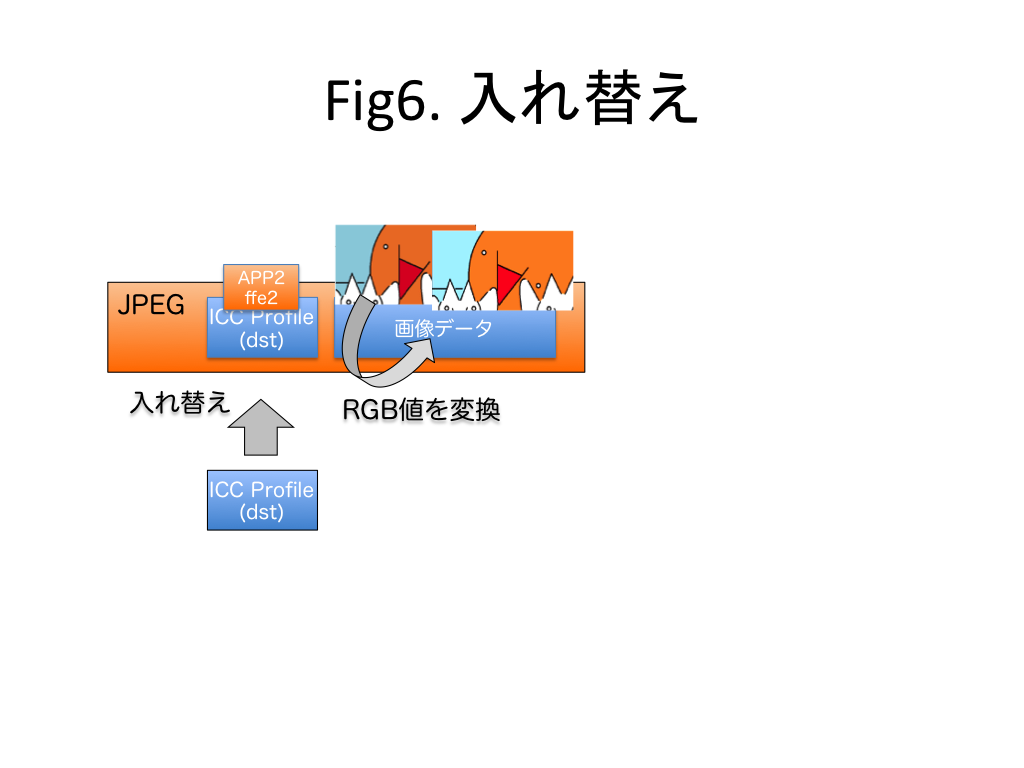 Fig6. 入れ替え
APP2
ffe2
JPEG
ICC Profile
(dst)
画像データ
入れ替え
RGB値を変換
ICC Profile
(dst)